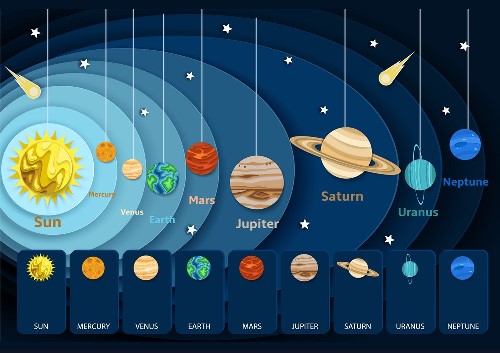 Sun
Mercury
Venus
Earth
Mars
Jupiter
Saturn
Uranus
Neptune
SUN
MERCURY
VENUS
EARTH
MARS
JUPITER
SATURN
URANUS
NEPTUNE